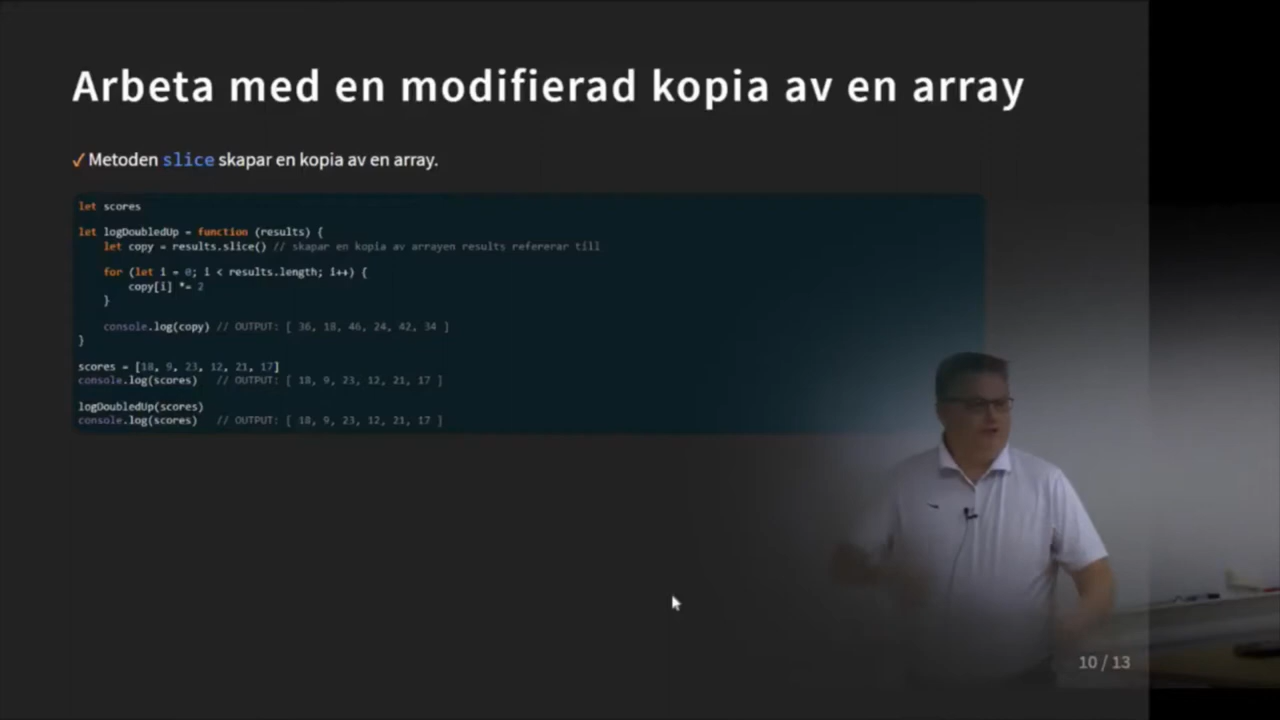 Arbeta med en modifierad kopia av en array
✓ Metoden slice skapar en kopia av en array.
let scores
let logDoubledUp = function (results) {
let copy = results.slice() // skapar en kopia av arrayen results refererar till
for (let i = 0; i < results.length; i++) {
copy[i] *= 2
}
console.log(copy) // OUTPUT: [ 36, 18, 46, 24, 42, 34 ]
}
scores = [18, 9, 23, 12, 21, 17]
console.log(scores) // OUTPUT: [ 18, 9, 23, 12, 21, 17 ]
logDoubledUp(scores)
console.log(scores) // OUTPUT: [ 18, 9, 23, 12, 21, 17 ]
10 / 13